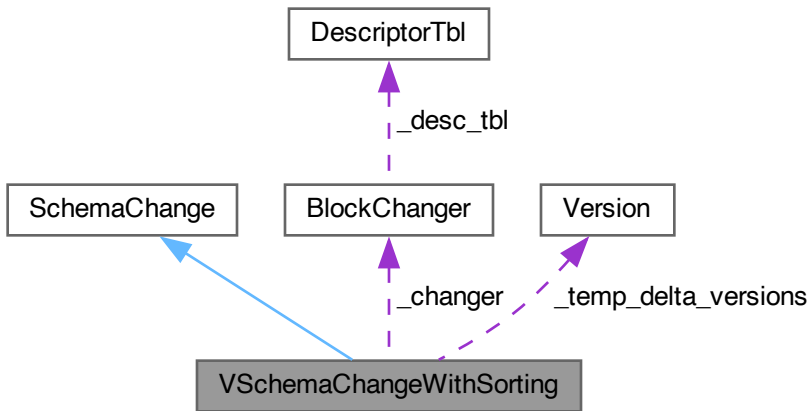 DescriptorTbl
_desc_tbl
SchemaChange
BlockChanger
Version
_changer
_temp_delta_versions
VSchemaChangeWithSorting